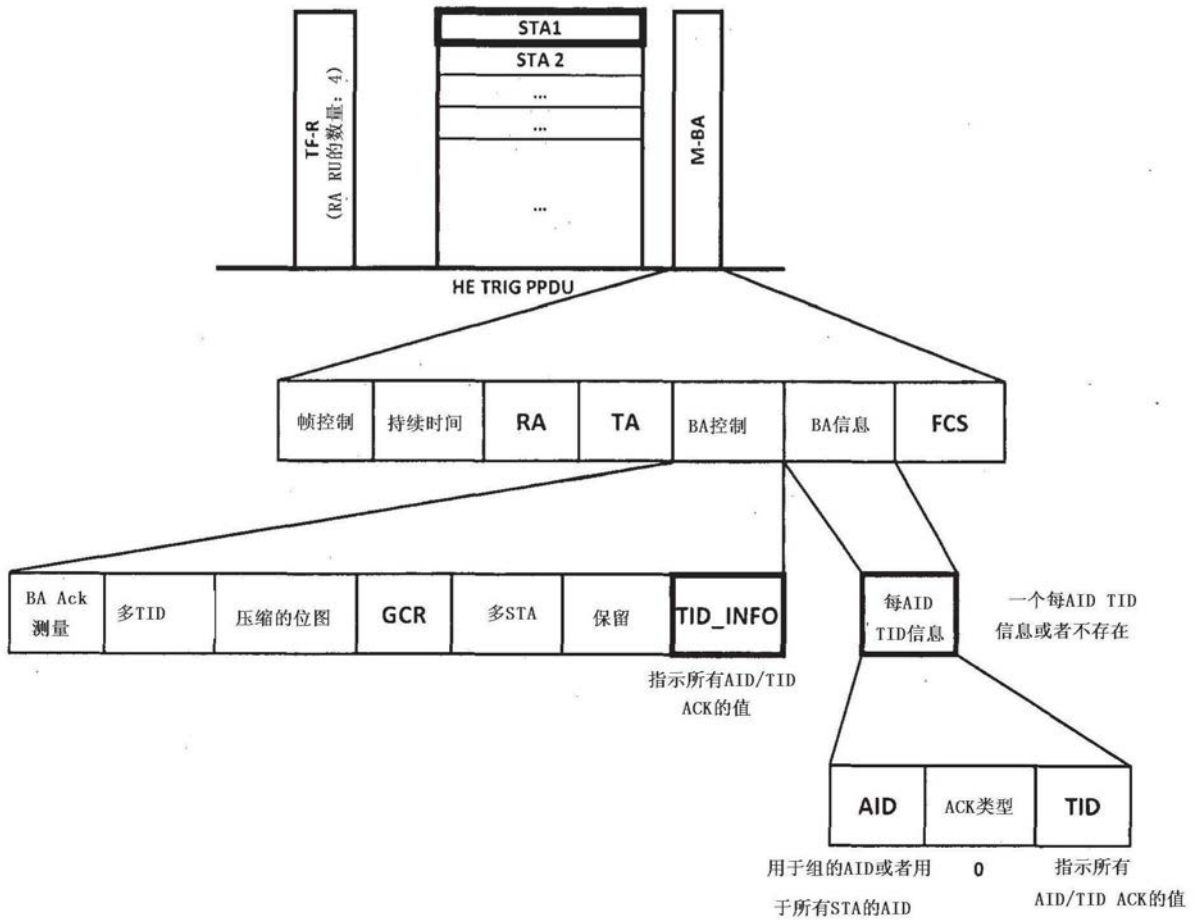 STA1
STA 2
...
...
...
TF-R
(RA RU的数量: 4)
M-BA
HE TRIG PPDU
帧控制
持续时间
RA
TA
BA控制
BA信息
FCS
BA Ack
测量
多TID
压缩的位图
GCR
多STA
保留
TID_INFO
每AID
TID信息
一个每AID TID
信息或者不存在
指示所有AID/TID
ACK的值
AID
ACK类型
TID
用于组的AID或者用
于所有STA的AID
0
指示所有
AID/TID ACK的值